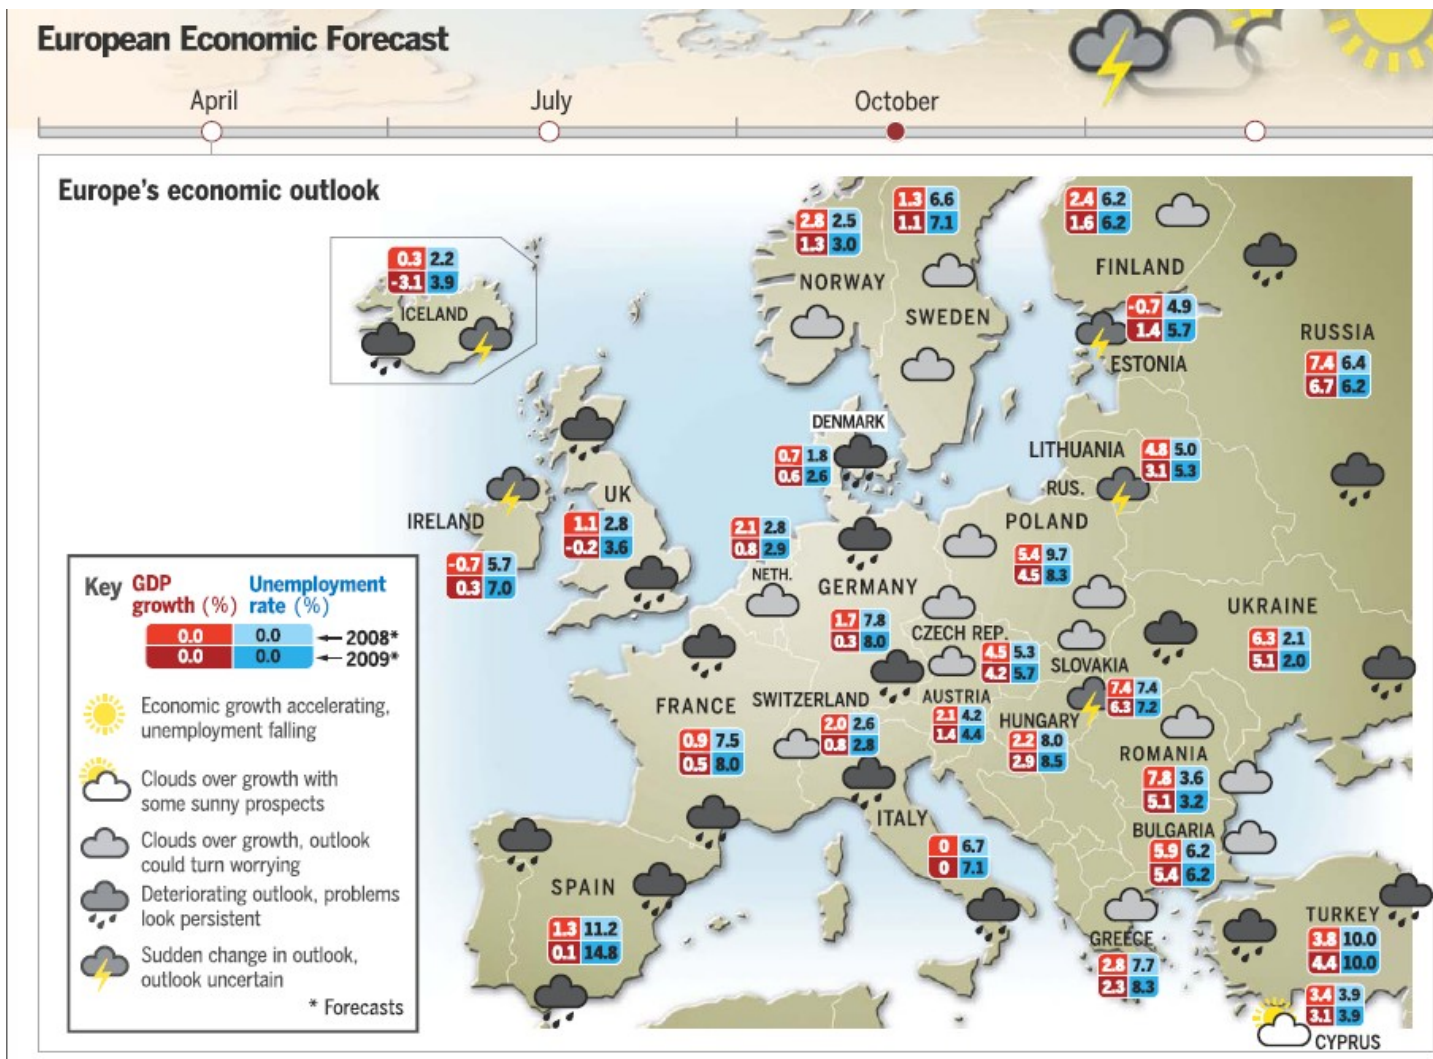 European Economic Forecast
April
July
October
Europe's economic outlook
0.3 2.2
-3.1 3.9
ICELAND
2.8 2.5
1.3 3.0
NORWAY
1.3 6.6
1.1 7.1
SWEDEN
2.4 6.2
1.6 6.2
FINLAND
-0.7 4.9
1.4 5.7
ESTONIA
RUSSIA
7.4 6.4
6.7 6.2
DENMARK
0.7 1.8
0.6 2.6
LITHUANIA
4.8 5.0
3.1 5.3
RUS.
UK
1.1 2.8
-0.2 3.6
IRELAND
-0.7 5.7
0.3 7.0
2.1 2.8
0.8 2.9
NETH.
GERMANY
1.7 7.8
0.3 8.0
POLAND
5.4 9.7
4.5 8.3
CZECH REP.
4.5 5.3
4.2 5.7
SLOVAKIA
7.4 7.4
6.3 7.2
UKRAINE
6.3 2.1
5.1 2.0
FRANCE
0.9 7.5
0.5 8.0
SWITZERLAND
2.0 2.6
0.8 2.8
AUSTRIA
2.1 4.2
1.4 4.4
HUNGARY
2.2 8.0
2.9 8.5
ROMANIA
7.8 3.6
5.1 3.2
BULGARIA
5.9 6.2
5.4 6.2
ITALY
0 6.7
0 7.1
SPAIN
1.3 11.2
0.1 14.8
GREECE
2.8 7.7
2.3 8.3
TURKEY
3.8 10.0
4.4 10.0
3.4 3.9
3.1 3.9
CYPRUS
Key
GDP
growth (%)
Unemployment
rate (%)
0.0 0.0 2008*
0.0 0.0 2009*
Economic growth accelerating,
unemployment falling
Clouds over growth with
some sunny prospects
Clouds over growth, outlook
could turn worrying
Deteriorating outlook, problems
look persistent
Sudden change in outlook,
outlook uncertain
* Forecasts